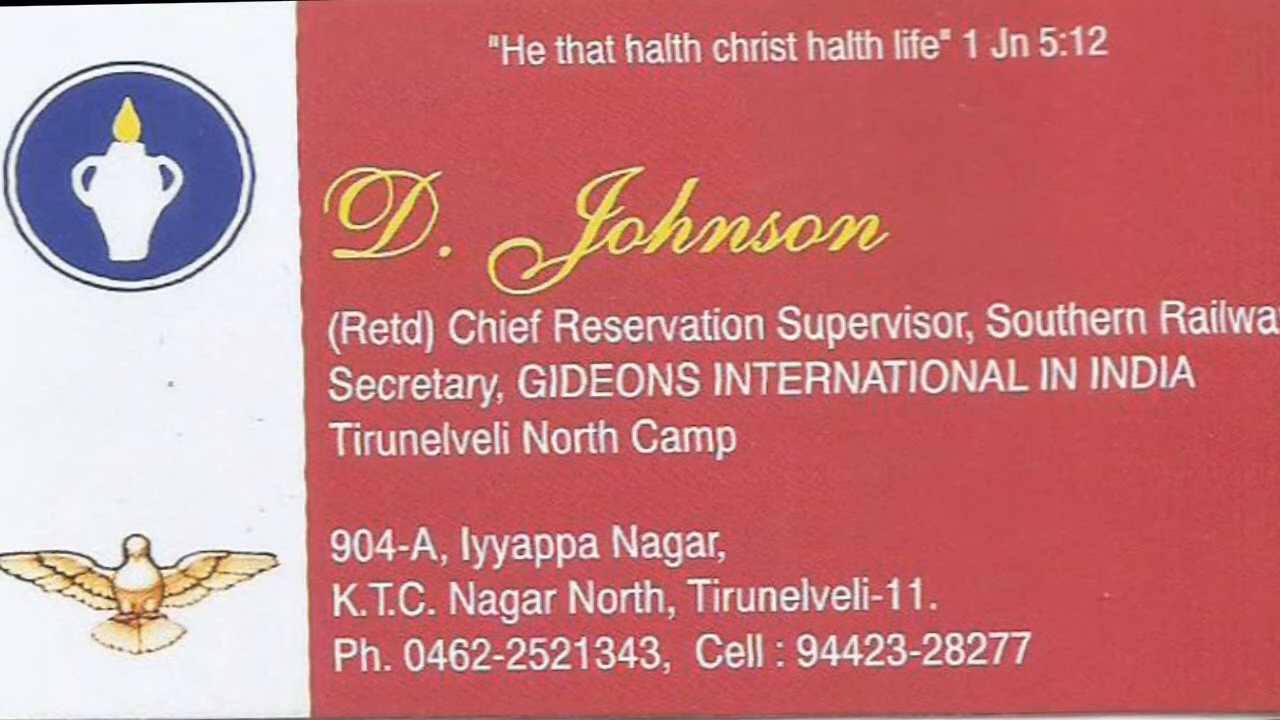 "He that halth christ halth life" 1 Jn 5:12
D. Johnson
(Retd) Chief Reservation Supervisor, Southern Railwa
Secretary, GIDEONS INTERNATIONAL IN INDIA
Tirunelveli North Camp
904-A, Iyyappa Nagar,
K.T.C. Nagar North, Tirunelveli-11.
Ph. 0462-2521343, Cell : 94423-28277